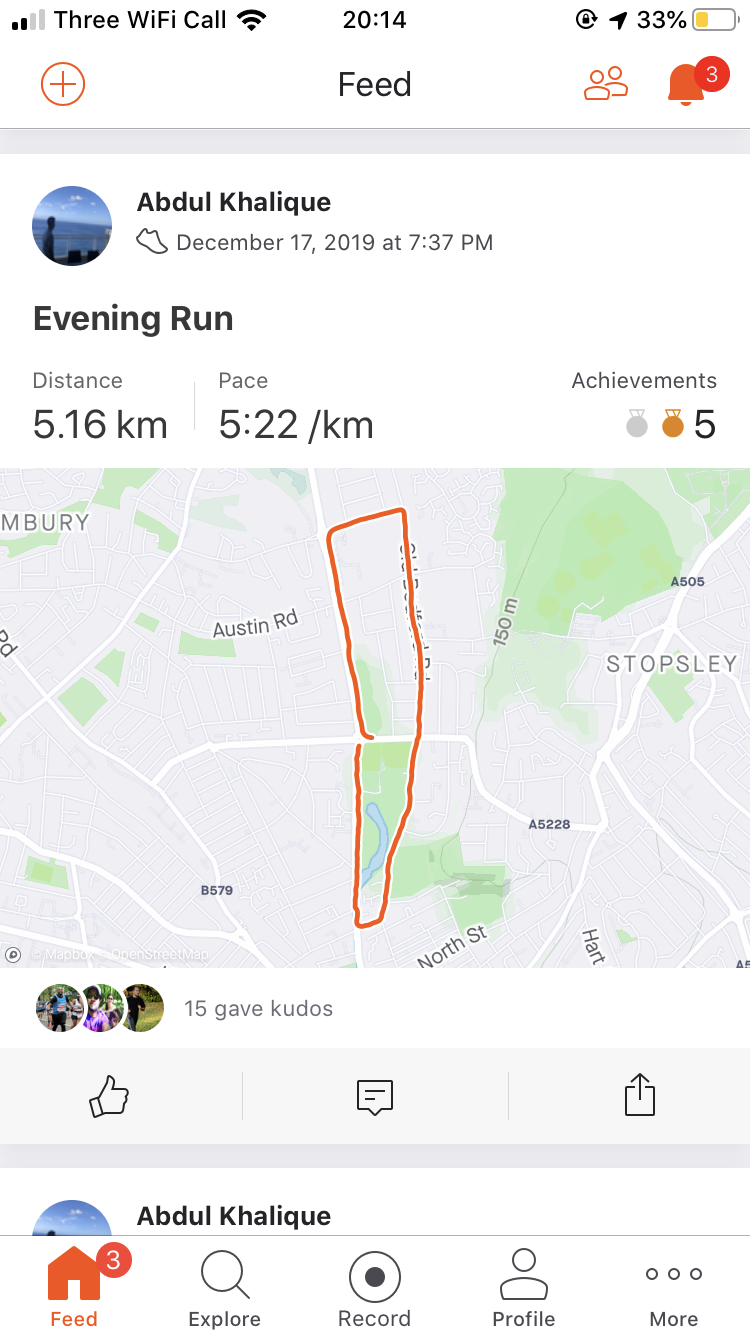 Three WiFi Call 20:14 33%
Feed 3
Abdul Khalique
December 17, 2019 at 7:37 PM
Evening Run
Distance Pace Achievements
5.16 km 5:22 /km 5
MBURY
A505
Austin Rd
150 m
Rd
STOPSLEY
A5228
B579
North St
Hart
© Mapbox © OpenStreetMap
15 gave kudos
Abdul Khalique
3
Feed Explore Record Profile More